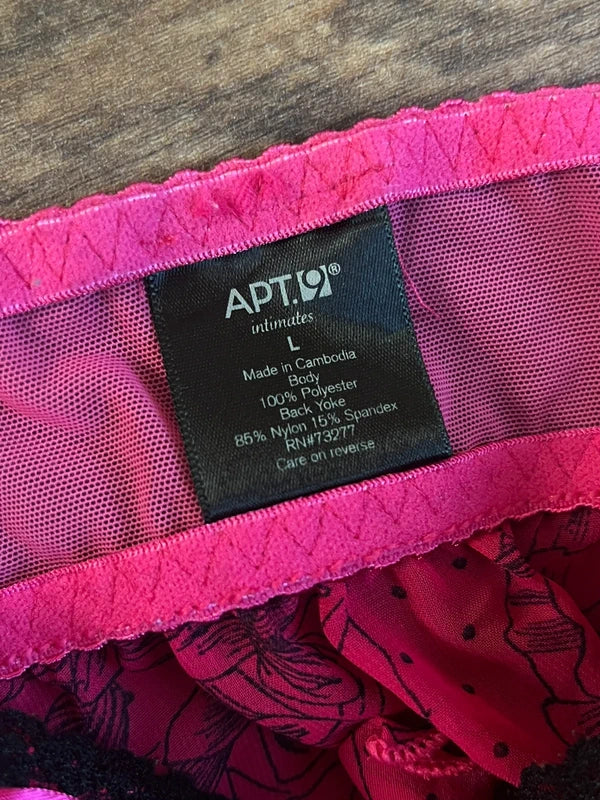 APT.9®
intimates
L
Made in Cambodia
Body
100% Polyester
Back Yoke
85% Nylon 15% Spandex
RN#73277
Care on reverse